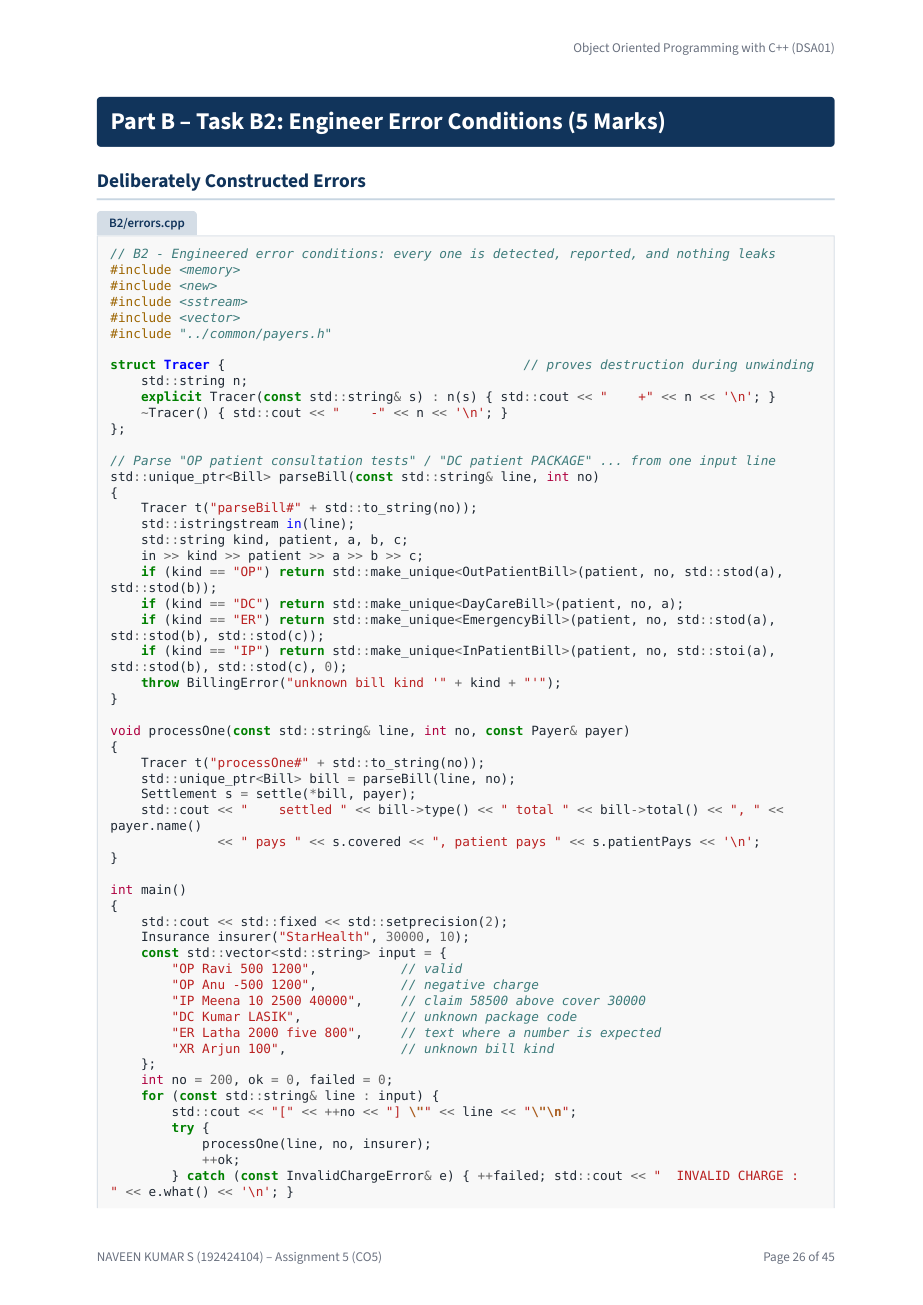 Object Oriented Programming with C++ (DSA01)
Part B – Task B2: Engineer Error Conditions (5 Marks)
Deliberately Constructed Errors
B2/errors.cpp
// B2 - Engineered error conditions: every one is detected, reported, and nothing leaks
#include <memory>
#include <new>
#include <sstream>
#include <vector>
#include "../common/payers.h"

struct Tracer {                                       // proves destruction during unwinding
    std::string n;
    explicit Tracer(const std::string& s) : n(s) { std::cout << "    +" << n << '\n'; }
    ~Tracer() { std::cout << "    -" << n << '\n'; }
};

// Parse "OP patient consultation tests" / "DC patient PACKAGE" ... from one input line
std::unique_ptr<Bill> parseBill(const std::string& line, int no)
{
    Tracer t("parseBill#" + std::to_string(no));
    std::istringstream in(line);
    std::string kind, patient, a, b, c;
    in >> kind >> patient >> a >> b >> c;
    if (kind == "OP") return std::make_unique<OutPatientBill>(patient, no, std::stod(a),
std::stod(b));
    if (kind == "DC") return std::make_unique<DayCareBill>(patient, no, a);
    if (kind == "ER") return std::make_unique<EmergencyBill>(patient, no, std::stod(a),
std::stod(b), std::stod(c));
    if (kind == "IP") return std::make_unique<InPatientBill>(patient, no, std::stoi(a),
std::stod(b), std::stod(c), 0);
    throw BillingError("unknown bill kind '" + kind + "'");
}

void processOne(const std::string& line, int no, const Payer& payer)
{
    Tracer t("processOne#" + std::to_string(no));
    std::unique_ptr<Bill> bill = parseBill(line, no);
    Settlement s = settle(*bill, payer);
    std::cout << "    settled " << bill->type() << " total " << bill->total() << ", " <<
payer.name()
              << " pays " << s.covered << ", patient pays " << s.patientPays << '\n';
}

int main()
{
    std::cout << std::fixed << std::setprecision(2);
    Insurance insurer("StarHealth", 30000, 10);
    const std::vector<std::string> input = {
        "OP Ravi 500 1200",           // valid
        "OP Anu -500 1200",           // negative charge
        "IP Meena 10 2500 40000",     // claim 58500 above cover 30000
        "DC Kumar LASIK",             // unknown package code
        "ER Latha 2000 five 800",     // text where a number is expected
        "XR Arjun 100",               // unknown bill kind
    };
    int no = 200, ok = 0, failed = 0;
    for (const std::string& line : input) {
        std::cout << "[" << ++no << "] \"" << line << "\"\n";
        try {
            processOne(line, no, insurer);
            ++ok;
        } catch (const InvalidChargeError& e) { ++failed; std::cout << "  INVALID CHARGE :
" << e.what() << '\n'; }
NAVEEN KUMAR S (192424104) – Assignment 5 (CO5)
Page 26 of 45